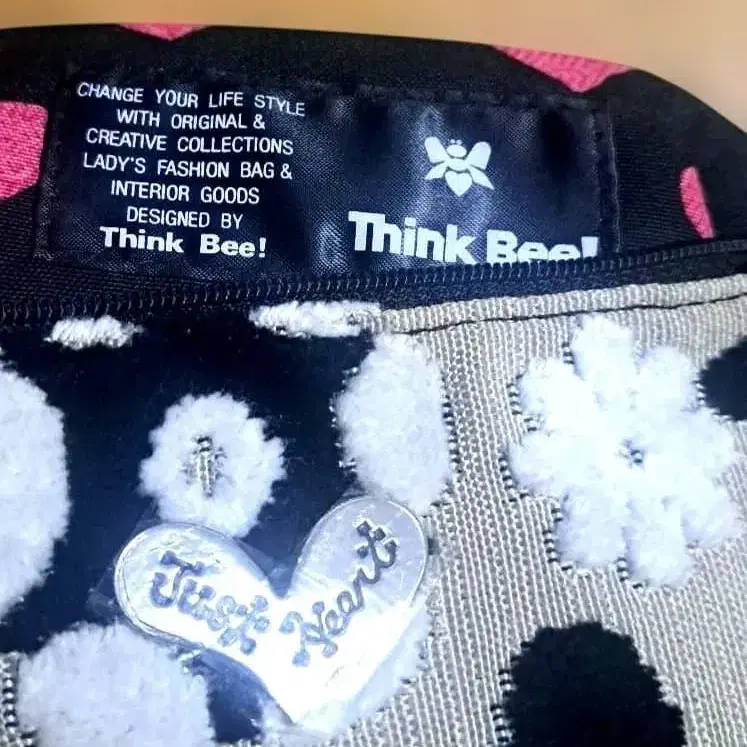 CHANGE YOUR LIFE STYLE
WITH ORIGINAL &
CREATIVE COLLECTIONS
LADY'S FASHION BAG &
INTERIOR GOODS
DESIGNED BY
Think Bee!
Think Bee!
Just Heart